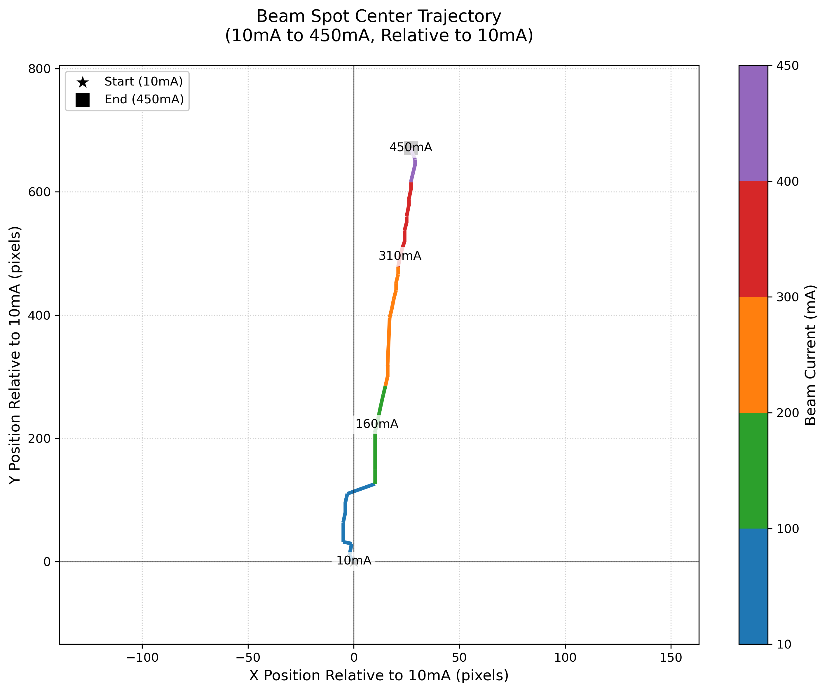 Beam Spot Center Trajectory
(10mA to 450mA, Relative to 10mA)
Start (10mA)
End (450mA)
800
600
400
200
0
Y Position Relative to 10mA (pixels)
450mA
310mA
160mA
10mA
−100
−50
0
50
100
150
X Position Relative to 10mA (pixels)
450
400
300
200
100
10
Beam Current (mA)